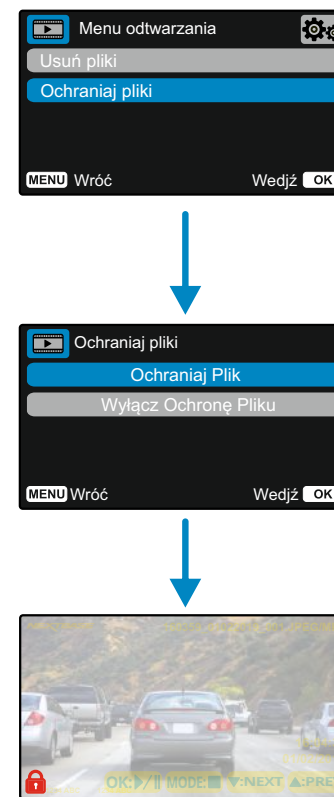 Menu odtwarzania
Usuń pliki
Ochraniaj pliki
MENU Wróć Wedjź OK
Ochraniaj pliki
Ochraniaj Plik
Wyłącz Ochronę Pliku
MENU Wróć Wedjź OK
OK:▶/|| MODE:■ ▼:NEXT ▲:PRE